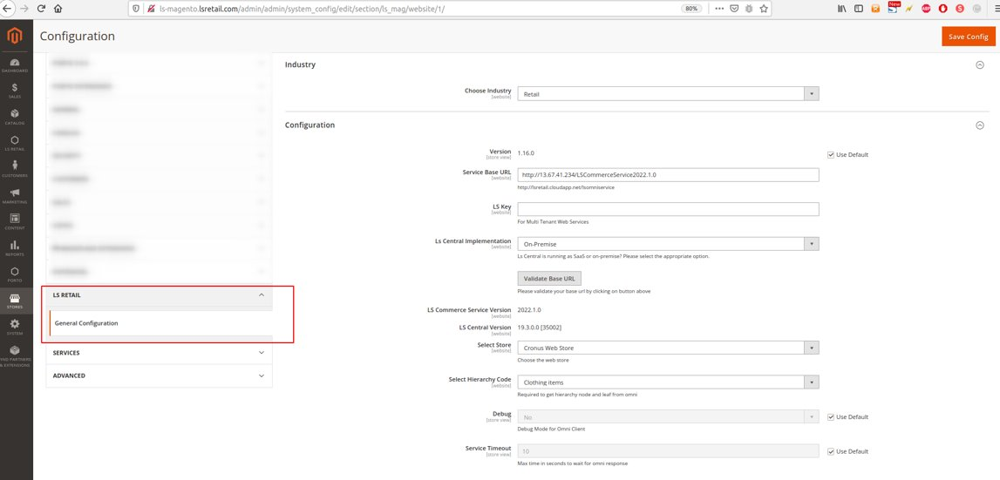 ls-magento.lsretail.com/admin/admin/system_config/edit/section/ls_mag/website/1/
80%
New
ABP
Configuration
Save Config
DASHBOARD
SALES
CATALOG
LS RETAIL
CUSTOMERS
MARKETING
CONTENT
REPORTS
PORTO
STORES
SYSTEM
FIND PARTNERS
& EXTENSIONS
LS RETAIL
General Configuration
SERVICES
ADVANCED
Industry
Choose Industry
[website]
Retail
Configuration
Version
[store view]
1.16.0
Use Default
Service Base URL
[website]
http://13.67.41.234/LSCommerceService2022.1.0
http://lsretail.cloudapp.net/lsomniservice
LS Key
[website]
For Multi Tenant Web Services
Ls Central Implementation
[website]
On-Premise
Ls Central is running as SaaS or on-premise? Please select the appropriate option.
Validate Base URL
Please validate your base url by clicking on button above
LS Commerce Service Version
[website]
2022.1.0
LS Central Version
[website]
19.3.0.0 [35002]
Select Store
[website]
Cronus Web Store
Choose the web store
Select Hierarchy Code
[website]
Clothing items
Required to get hierarchy node and leaf from omni
Debug
[store view]
No
Use Default
Debug Mode for Omni Client
Service Timeout
[store view]
10
Use Default
Max time in seconds to wait for omni response